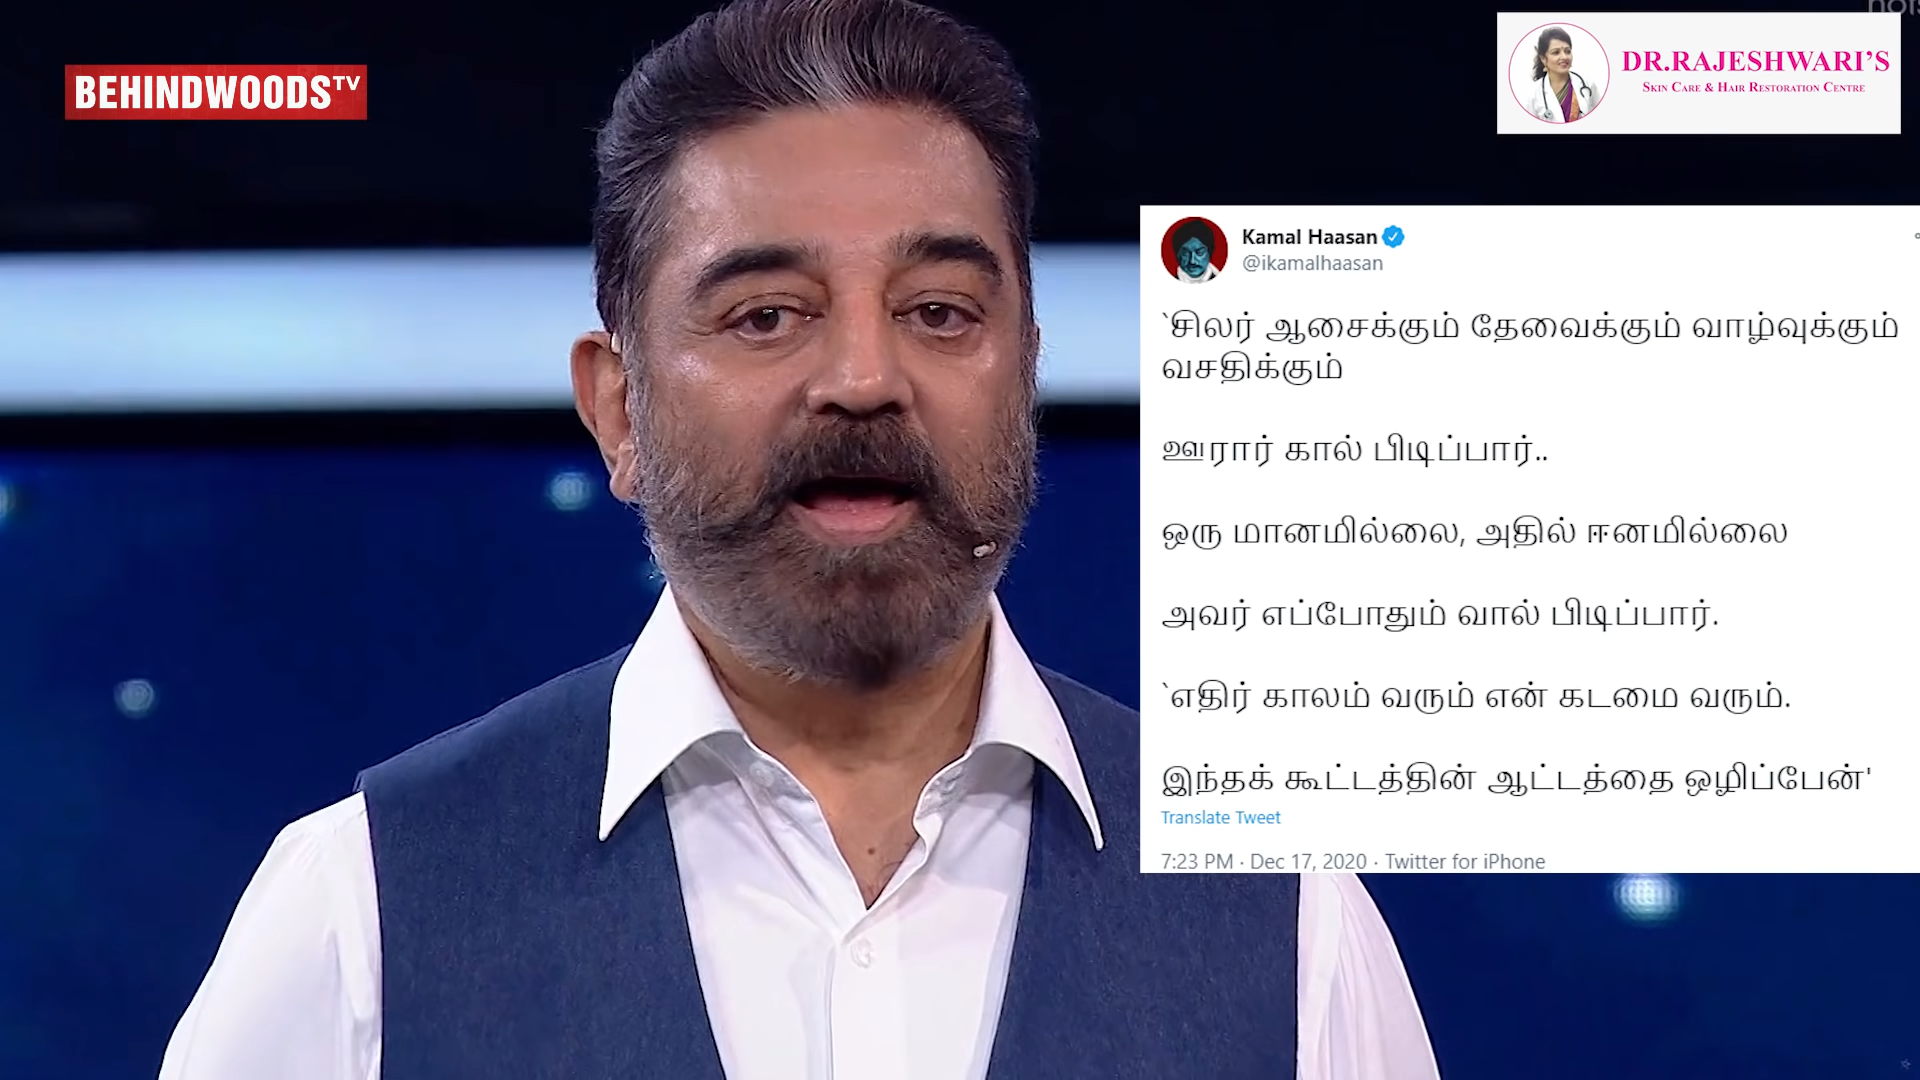 BEHINDWOODS TV
DR.RAJESHWARI'S
SKIN CARE & HAIR RESTORATION CENTRE
Kamal Haasan
@ikamalhaasan
`சிலர் ஆசைக்கும் தேவைக்கும் வாழ்வுக்கும்
வசதிக்கும்
ஊரார் கால் பிடிப்பார்..
ஒரு மானமில்லை, அதில் ஈனமில்லை
அவர் எப்போதும் வால் பிடிப்பார்.
`எதிர் காலம் வரும் என் கடமை வரும்.
இந்தக் கூட்டத்தின் ஆட்டத்தை ஒழிப்பேன்'
Translate Tweet
7:23 PM · Dec 17, 2020 · Twitter for iPhone